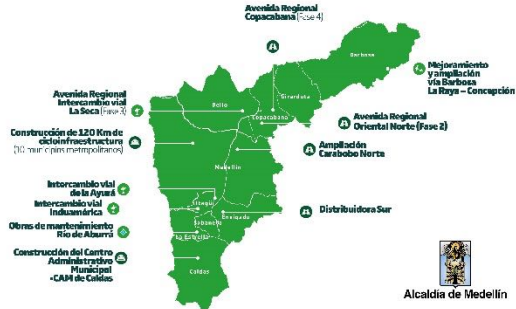 Avenida Regional
Copacabana (Fase 4)
Barbosa
Mejoramiento
y ampliación
vía Barbosa
La Raya – Concepción
Avenida Regional
Intercambio vial
La Seca (Fase 3)
Girardota
Bello
Copacabana
Avenida Regional
Oriental Norte (Fase 2)
Construcción de 120 Km de
cicloinfraestructura
(10 municipios metropolitanos)
Ampliación
Carabobo Norte
Medellín
Intercambio vial
de la Ayurá
Intercambio vial
Induamérica
Itagüí
Envigado
Distribuidora Sur
Sabaneta
Obras de mantenimiento
Río de Aburrá
La Estrella
Construcción del Centro
Administrativo
Municipal
-CAM de Caldas
Caldas
Alcaldía de Medellín